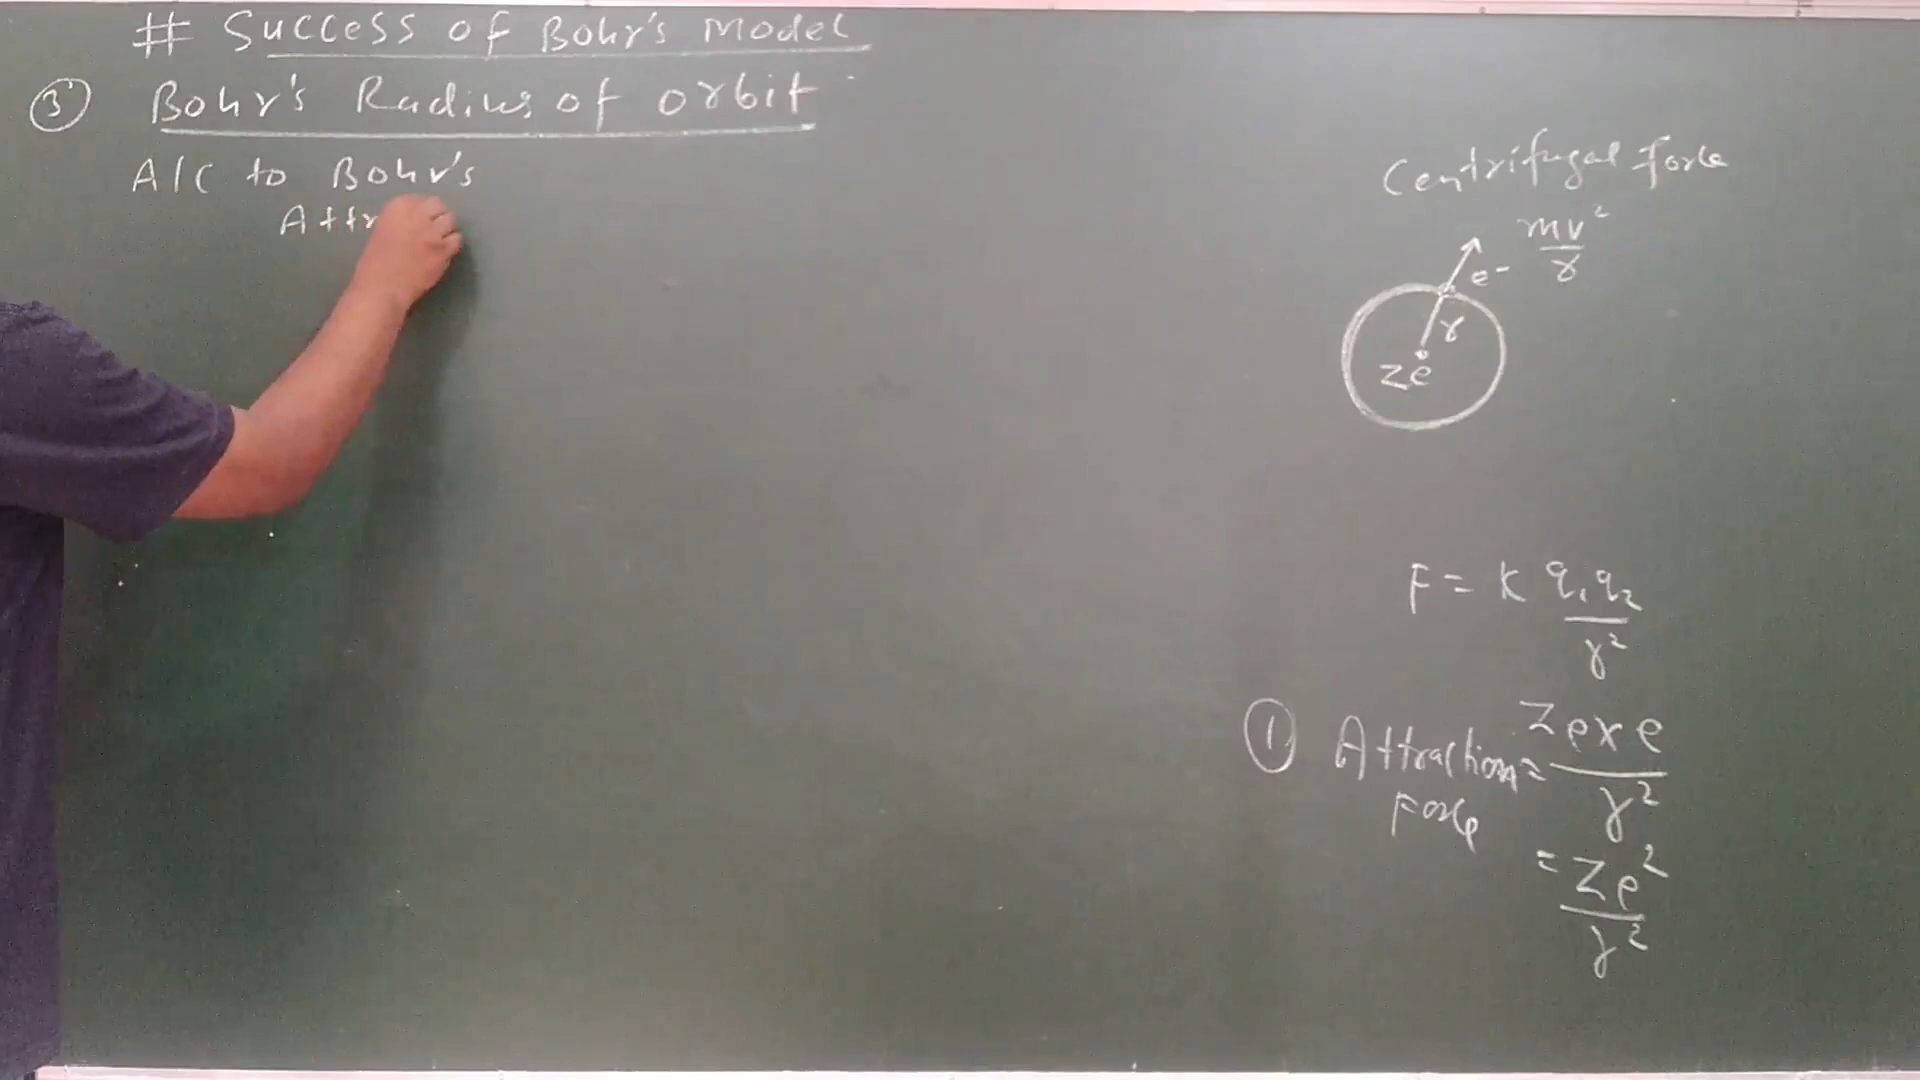 # Success of Bohr's Model
③ Bohr's Radius of orbit
A/C to Bohr's
Attr
Centrifugal Force
mv²
r
e-
r
ze
F = K q₁q₂
r²
① Attraction = Zexe
Force r²
= Ze²
r²